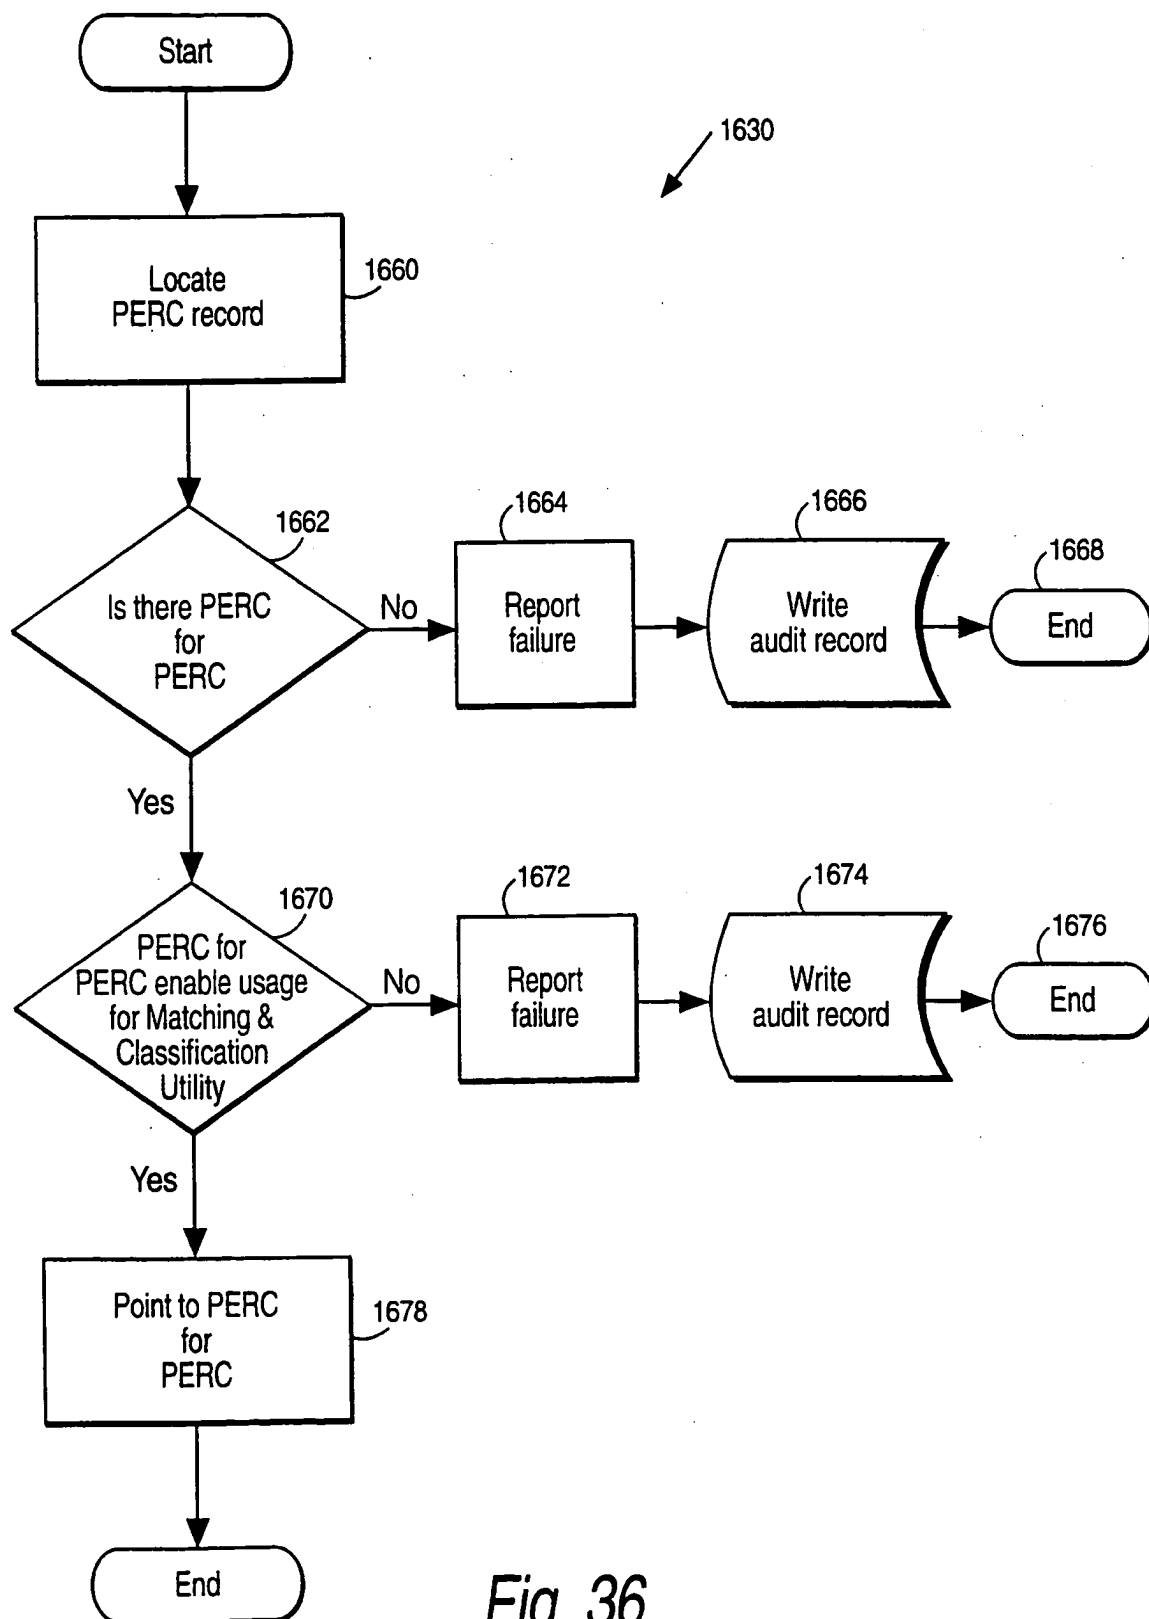 Start
1630
Locate
PERC record
1660
Is there PERC
for
PERC
1662
No
Report
failure
1664
Write
audit record
1666
End
1668
Yes
PERC for
PERC enable usage
for Matching &
Classification
Utility
1670
No
Report
failure
1672
Write
audit record
1674
End
1676
Yes
Point to PERC
for
PERC
1678
End
Fig. 36